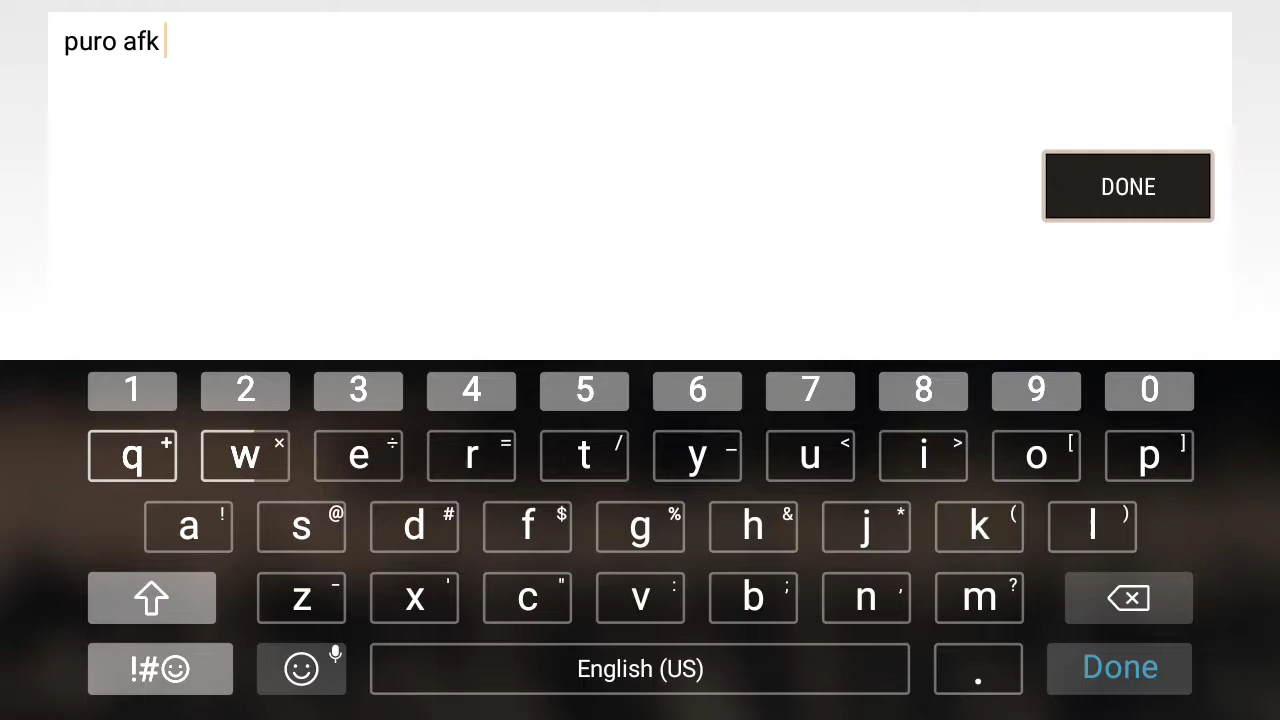 puro afk
DONE
1 2 3 4 5 6 7 8 9 0
q + w × e ÷ r = t / y – u < i > o [ p ]
a ! s @ d # f $ g % h & j * k ( l )
z - x ' c " v : b ; n , m ?
!#☺ English (US) . Done